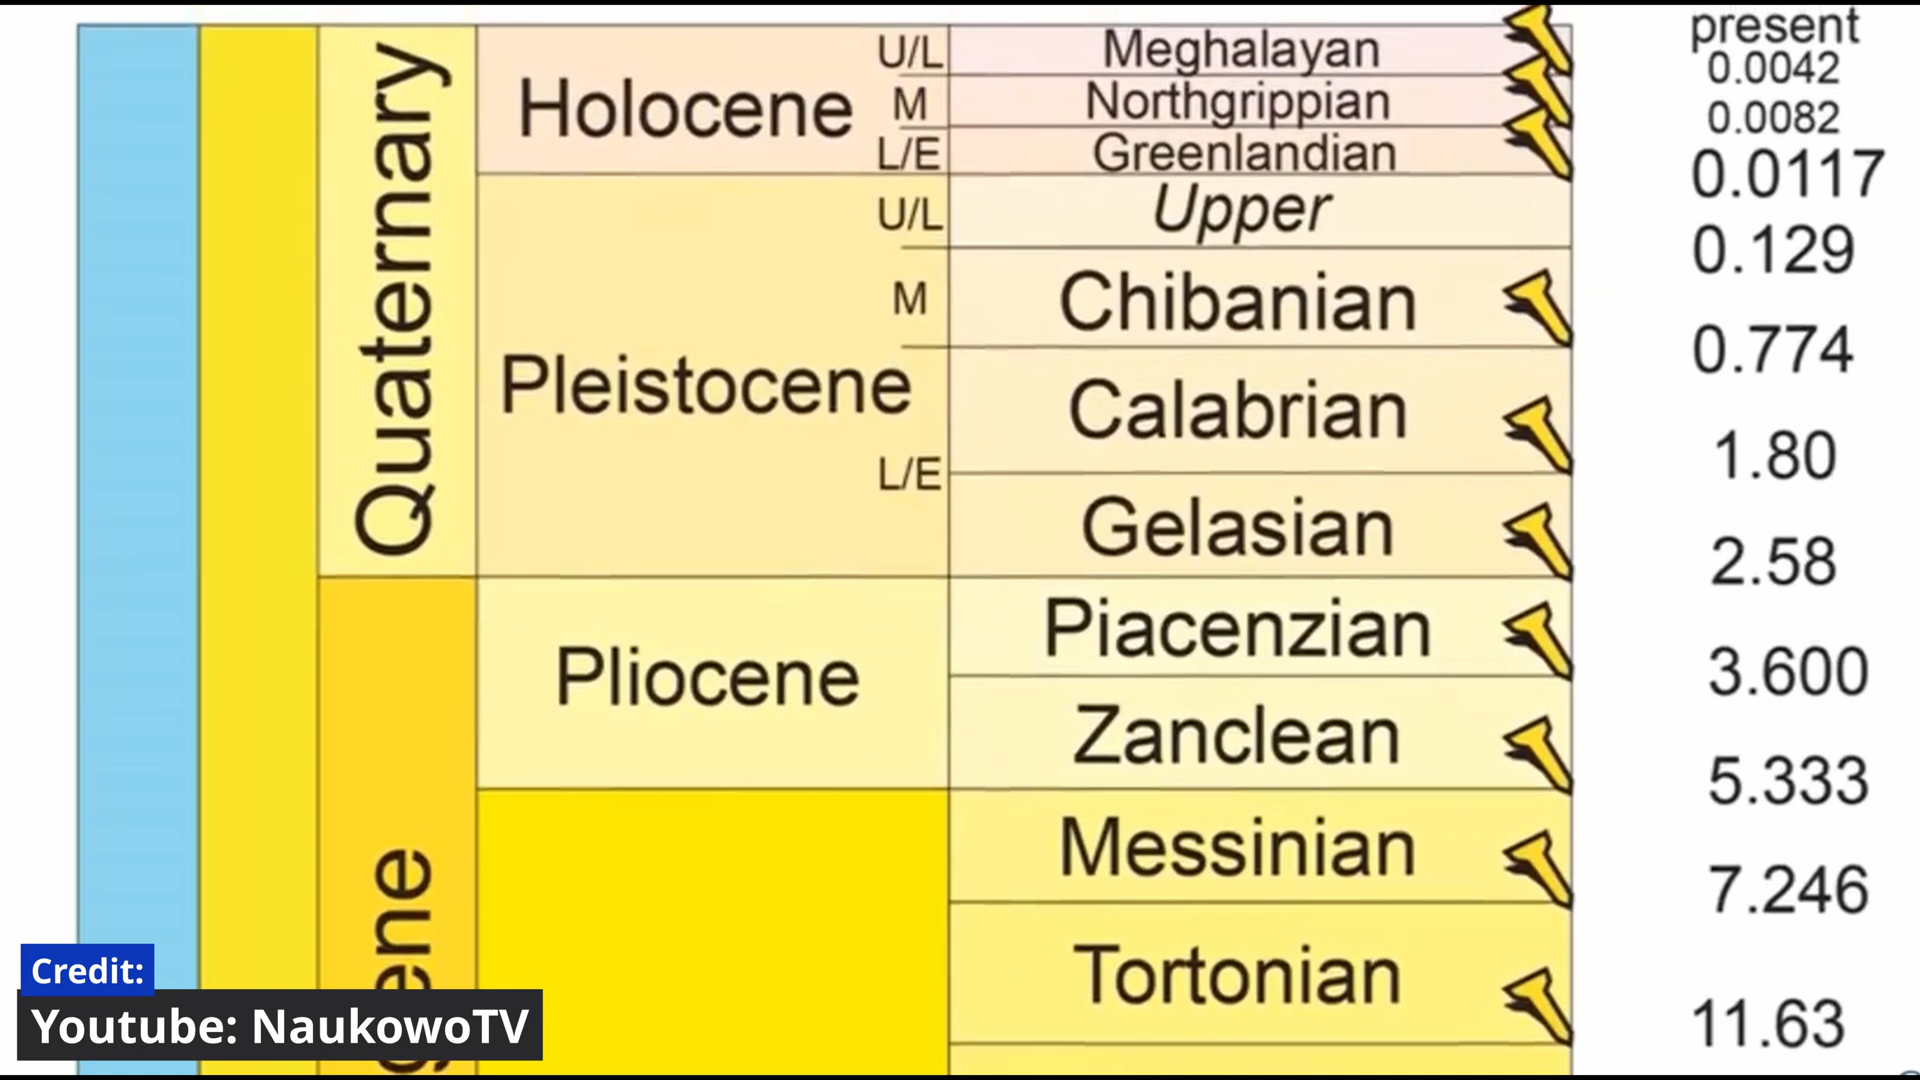 Quaternary
Holocene
Pleistocene
Pliocene
U/L
M
L/E
U/L
M
L/E
Meghalayan
Northgrippian
Greenlandian
Upper
Chibanian
Calabrian
Gelasian
Piacenzian
Zanclean
Messinian
Tortonian
present
0.0042
0.0082
0.0117
0.129
0.774
1.80
2.58
3.600
5.333
7.246
11.63
Credit:
Youtube: NaukowoTV